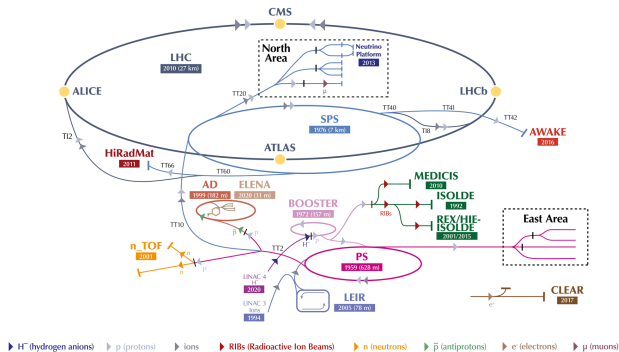 CMS
North
Area
Neutrino
Platform
2013
LHC
2010 (27 km)
ALICE
LHCb
TT20
SPS
1976 (7 km)
TT40
TT41
TI8
TT42
AWAKE
2016
TI2
ATLAS
HiRadMat
2011
TT66
TT60
AD
1999 (182 m)
ELENA
2020 (31 m)
BOOSTER
1972 (157 m)
MEDICIS
2010
ISOLDE
1992
RIBs
REX/HIE-
ISOLDE
2001/2015
East Area
TT10
n_TOF
2001
n
n
p
p
p
p
H⁻
TT2
PS
1959 (628 m)
LINAC 4
H⁻
2020
LINAC 3
Ions
1994
LEIR
2005 (78 m)
μ
e⁻
CLEAR
2017
H⁻ (hydrogen anions)
p (protons)
ions
RIBs (Radioactive Ion Beams)
n (neutrons)
p̅ (antiprotons)
e⁻ (electrons)
μ (muons)